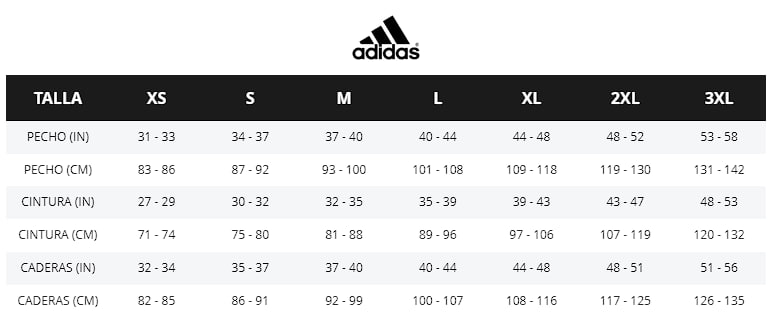 adidas
TALLA XS S M L XL 2XL 3XL
PECHO (IN) 31 - 33 34 - 37 37 - 40 40 - 44 44 - 48 48 - 52 53 - 58
PECHO (CM) 83 - 86 87 - 92 93 - 100 101 - 108 109 - 118 119 - 130 131 - 142
CINTURA (IN) 27 - 29 30 - 32 32 - 35 35 - 39 39 - 43 43 - 47 48 - 53
CINTURA (CM) 71 - 74 75 - 80 81 - 88 89 - 96 97 - 106 107 - 119 120 - 132
CADERAS (IN) 32 - 34 35 - 37 37 - 40 40 - 44 44 - 48 48 - 51 51 - 56
CADERAS (CM) 82 - 85 86 - 91 92 - 99 100 - 107 108 - 116 117 - 125 126 - 135